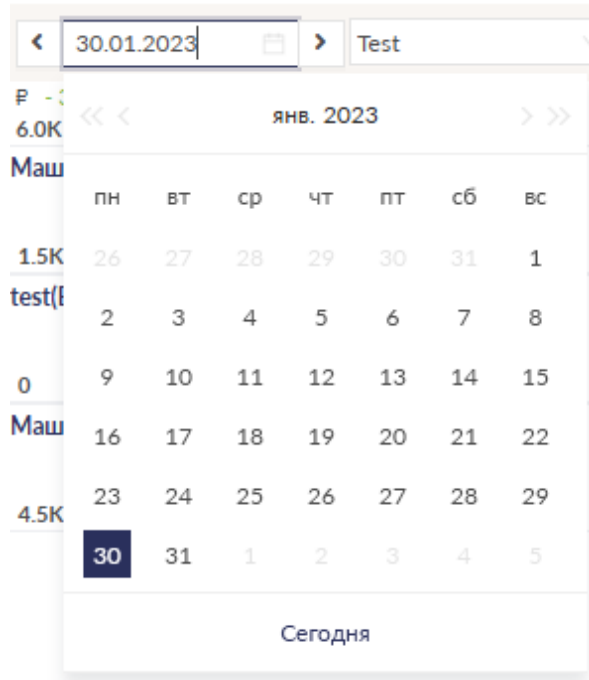 30.01.2023 Test
₽
6.0K
янв. 2023
Маш
пн вт ср чт пт сб вс
1.5K
26 27 28 29 30 31 1
test(
2 3 4 5 6 7 8
0
9 10 11 12 13 14 15
Маш
16 17 18 19 20 21 22
4.5K
23 24 25 26 27 28 29
30 31 1 2 3 4 5
Сегодня